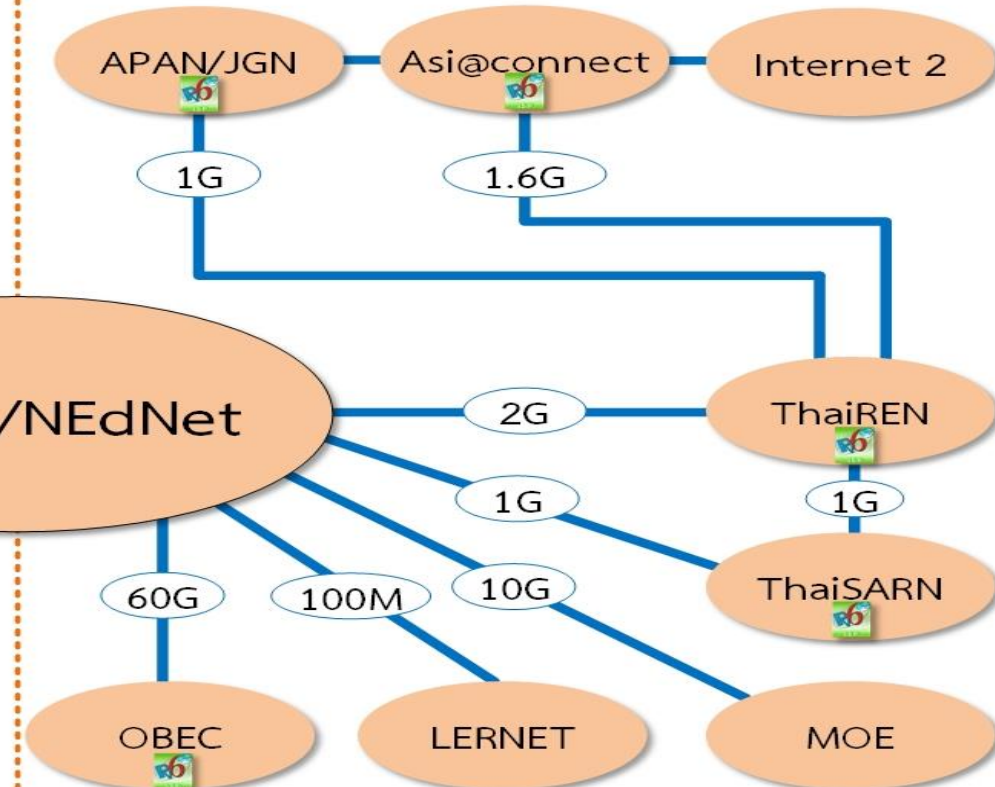 APAN/JGN
Asi@connect
Internet 2
1G
1.6G
/NEdNet
2G
ThaiREN
1G
1G
ThaiSARN
60G
100M
10G
OBEC
LERNET
MOE